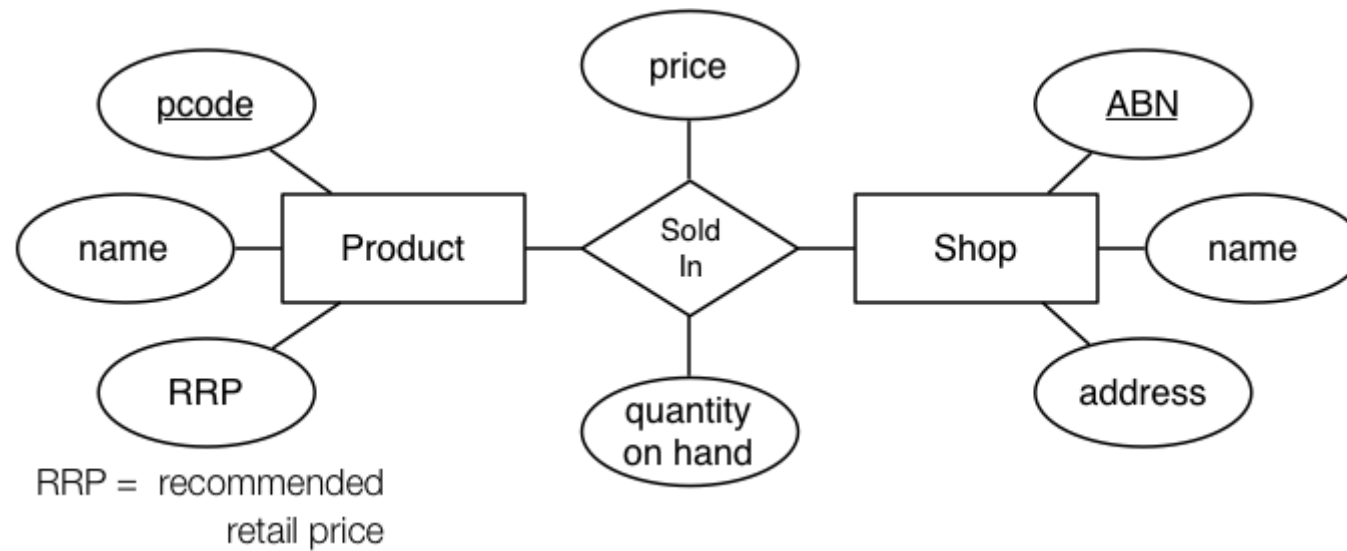 price
pcode
ABN
name
Product
Sold
In
Shop
name
RRP
quantity
on hand
address
RRP = recommended
retail price